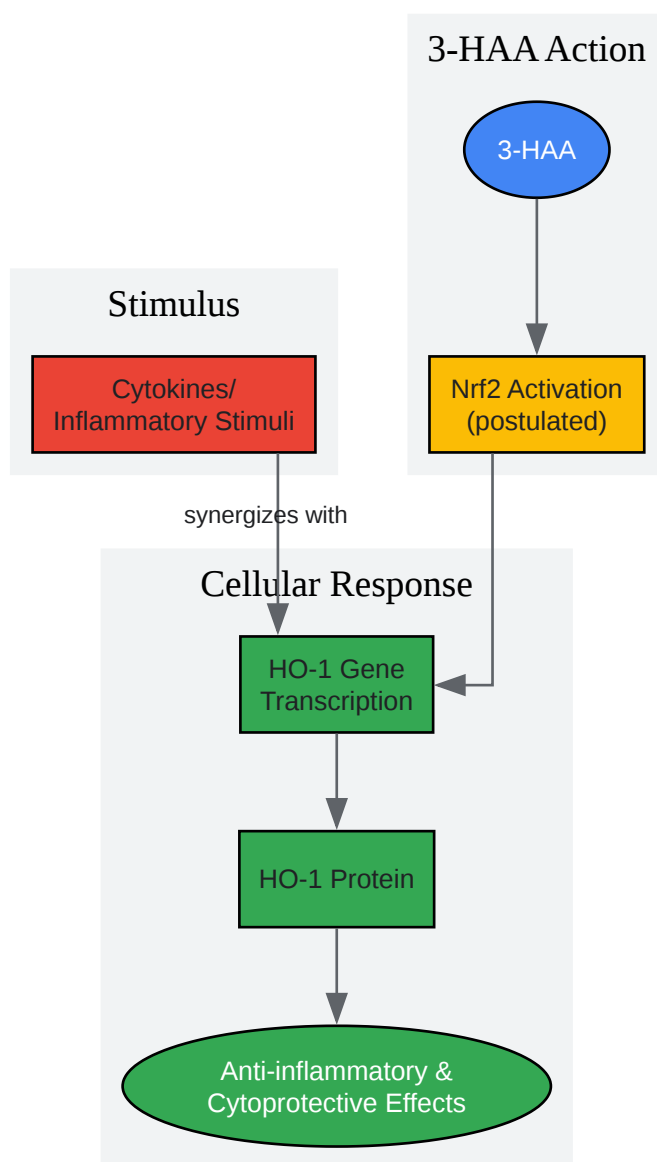 3-HAA Action
3-HAA
Stimulus
Cytokines/
Inflammatory Stimuli
Nrf2 Activation
(postulated)
synergizes with
Cellular Response
HO-1 Gene
Transcription
HO-1 Protein
Anti-inflammatory &
Cytoprotective Effects